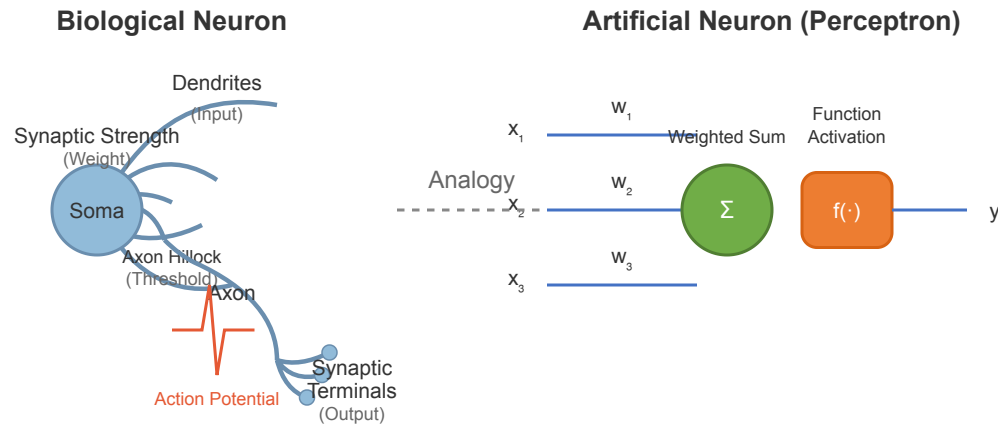 Biological Neuron
Dendrites
(Input)
Synaptic Strength
(Weight)
Soma
Axon Hillock
(Threshold)
Axon
Action Potential
Synaptic
Terminals
(Output)
Analogy
Artificial Neuron (Perceptron)
x₁
w₁
x₂
w₂
x₃
w₃
Weighted Sum
Σ
Function
Activation
f(·)
y